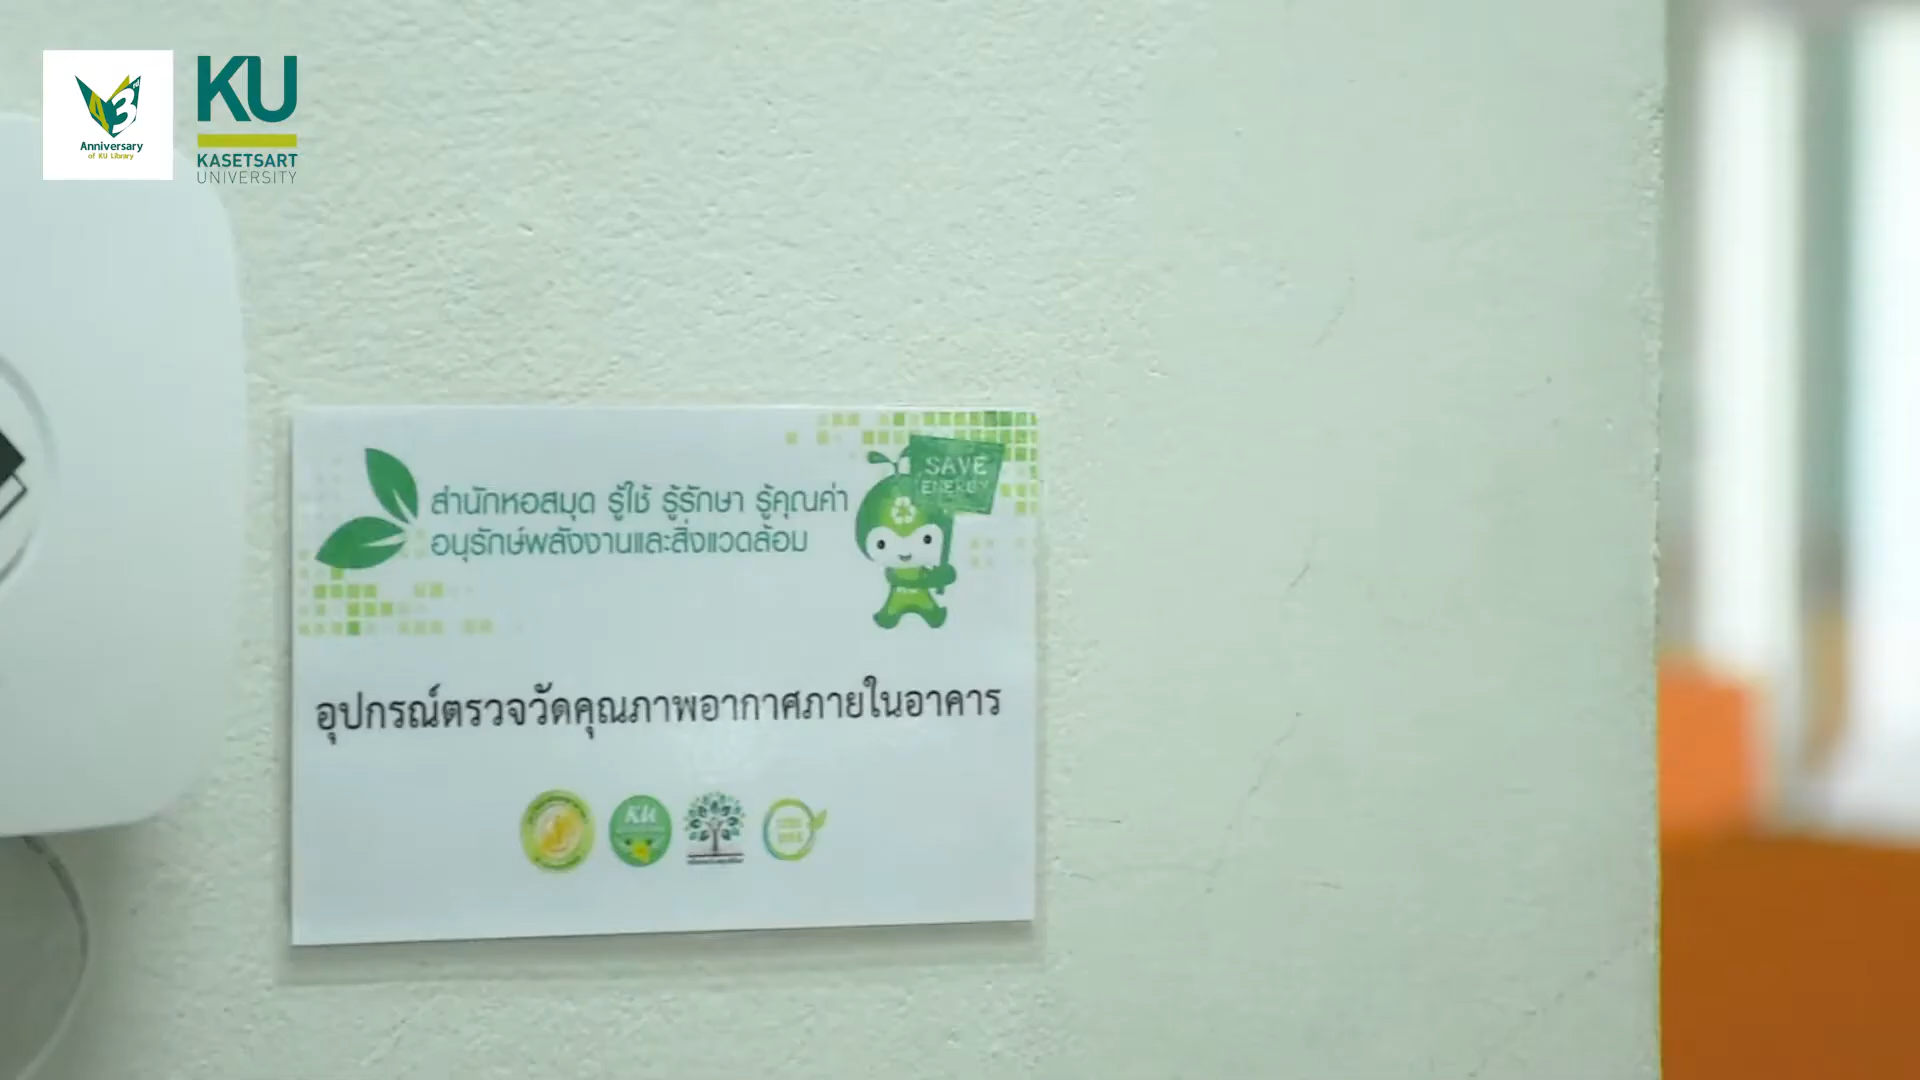 43
Anniversary
of KU Library
KU
KASETSART
UNIVERSITY
สำนักหอสมุด รู้ใช้ รู้รักษา รู้คุณค่า
อนุรักษ์พลังงานและสิ่งแวดล้อม
SAVE
ENERGY
อุปกรณ์ตรวจวัดคุณภาพอากาศภายในอาคาร
KU